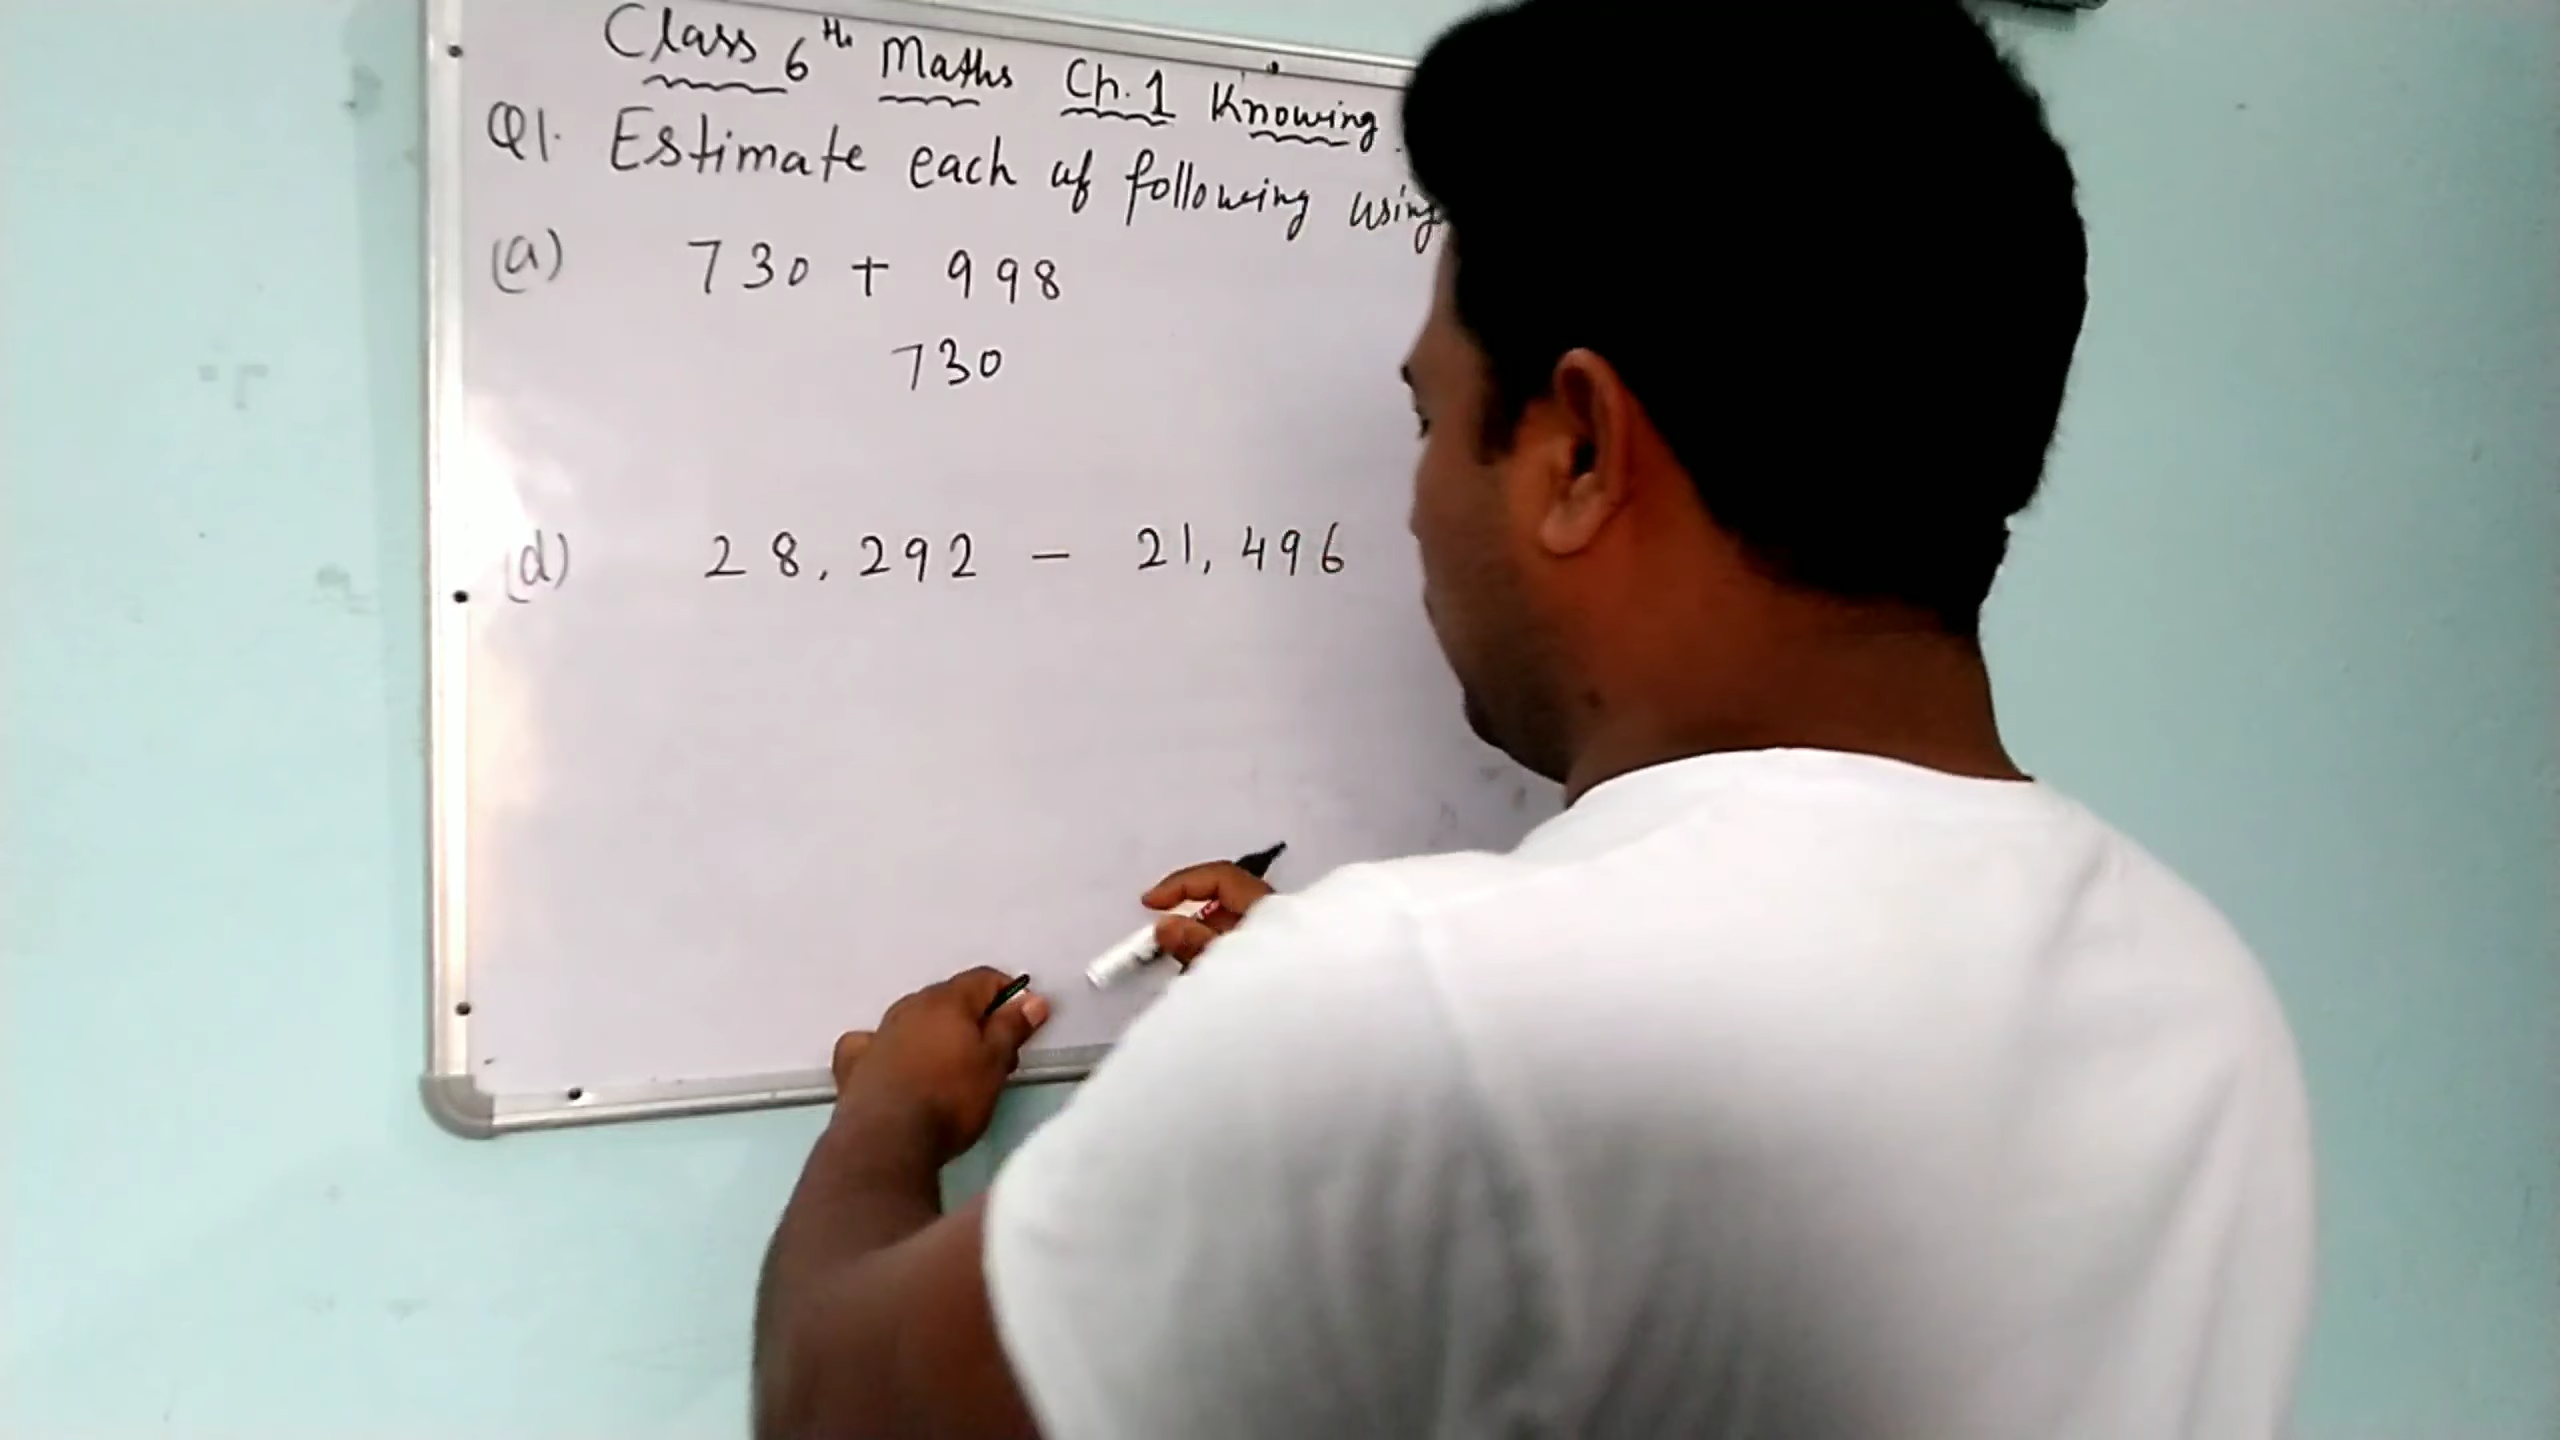 Class 6th Maths Ch.1 Knowing
Q1. Estimate each of following using
(a) 730 + 998
730
(d) 28,292 - 21,496